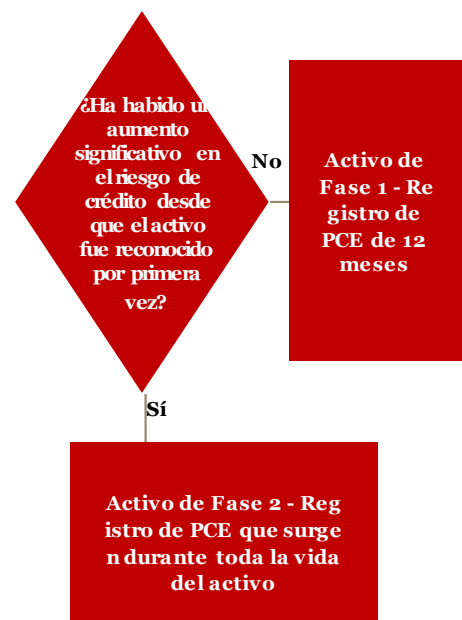 ¿Ha habido un
aumento
significativo en
el riesgo de
crédito desde
que el activo
fue reconocido
por primera
vez?
No
Activo de
Fase 1 - Re
gistro de
PCE de 12
meses
Sí
Activo de Fase 2 - Reg
istro de PCE que surge
n durante toda la vida
del activo